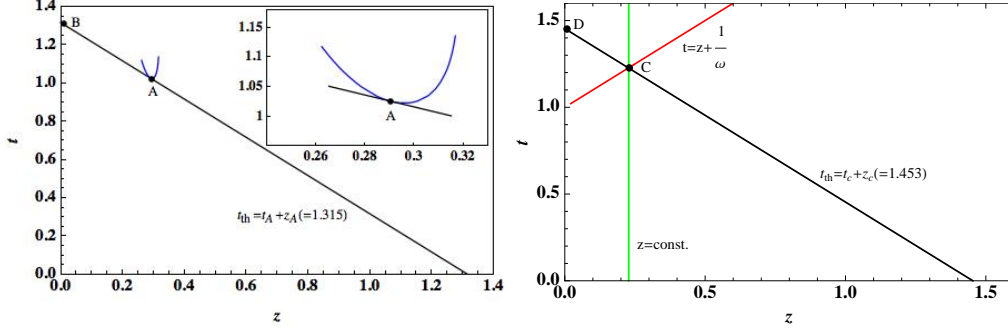 1.4
1.2
1.0
0.8
0.6
0.4
0.2
0.0
t
B
A
1.15
1.1
1.05
1
0.26
0.28
0.3
0.32
A
t_th=t_A+z_A(=1.315)
0.0 0.2 0.4 0.6 0.8 1.0 1.2 1.4
z
1.5
1.0
0.5
0.0
t
D
C
t=z+1/ω
t_th=t_c+z_c(=1.453)
z=const.
0.0 0.5 1.0 1.5
z